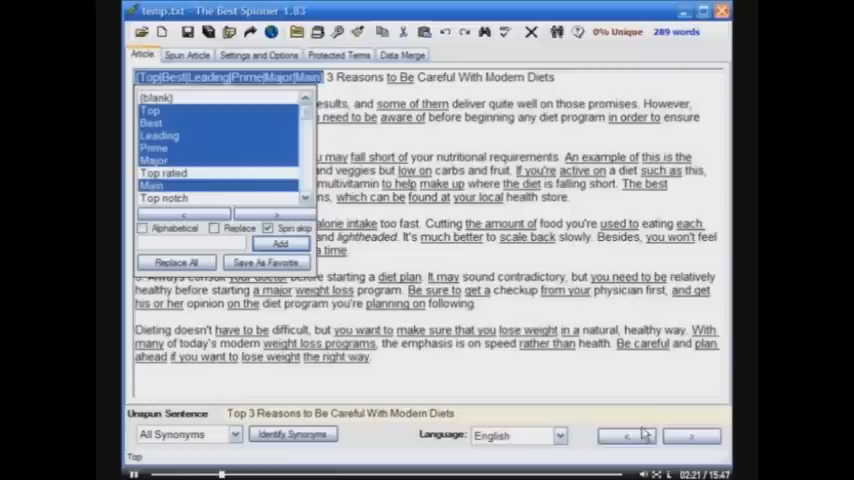 temp.txt - The Best Spinner 1.83
0% Unique 289 words
Article Spun Article Settings and Options Protected Terms Data Merge
{Top|Best|Leading|Prime|Major|Main} 3 Reasons to Be Careful With Modern Diets
(blank)
Top
Best
Leading
Prime
Major
Top rated
Main
Top notch
< >
Alphabetical Replace Spin skip
Add
Replace All Save As Favorite
esults, and some of them deliver quite well on those promises. However,
need to be aware of before beginning any diet program in order to ensure
u may fall short of your nutritional requirements. An example of this is the
veggies but low on carbs and fruit. If you're active on a diet such as this,
multivitamin to help make up where the diet is falling short. The best
ns, which can be found at your local health store.
alorie intake too fast. Cutting the amount of food you're used to eating each
and lightheaded. It's much better to scale back slowly. Besides, you won't feel
a time
3. Always consult your doctor before starting a diet plan. It may sound contradictory, but you need to be relatively
healthy before starting a major weight loss program. Be sure to get a checkup from your physician first, and get
his or her opinion on the diet program you're planning on following.
Dieting doesn't have to be difficult, but you want to make sure that you lose weight in a natural, healthy way. With
many of today's modern weight loss programs, the emphasis is on speed rather than health. Be careful and plan
ahead if you want to lose weight the right way.
Unspun Sentence Top 3 Reasons to Be Careful With Modern Diets
All Synonyms Identify Synonyms Language: English < >
Top
02:21 / 15:47